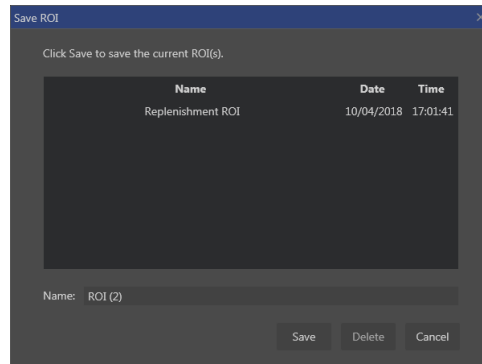 Save ROI
Click Save to save the current ROI(s).
Name Date Time
Replenishment ROI 10/04/2018 17:01:41
Name: ROI (2)
Save Delete Cancel